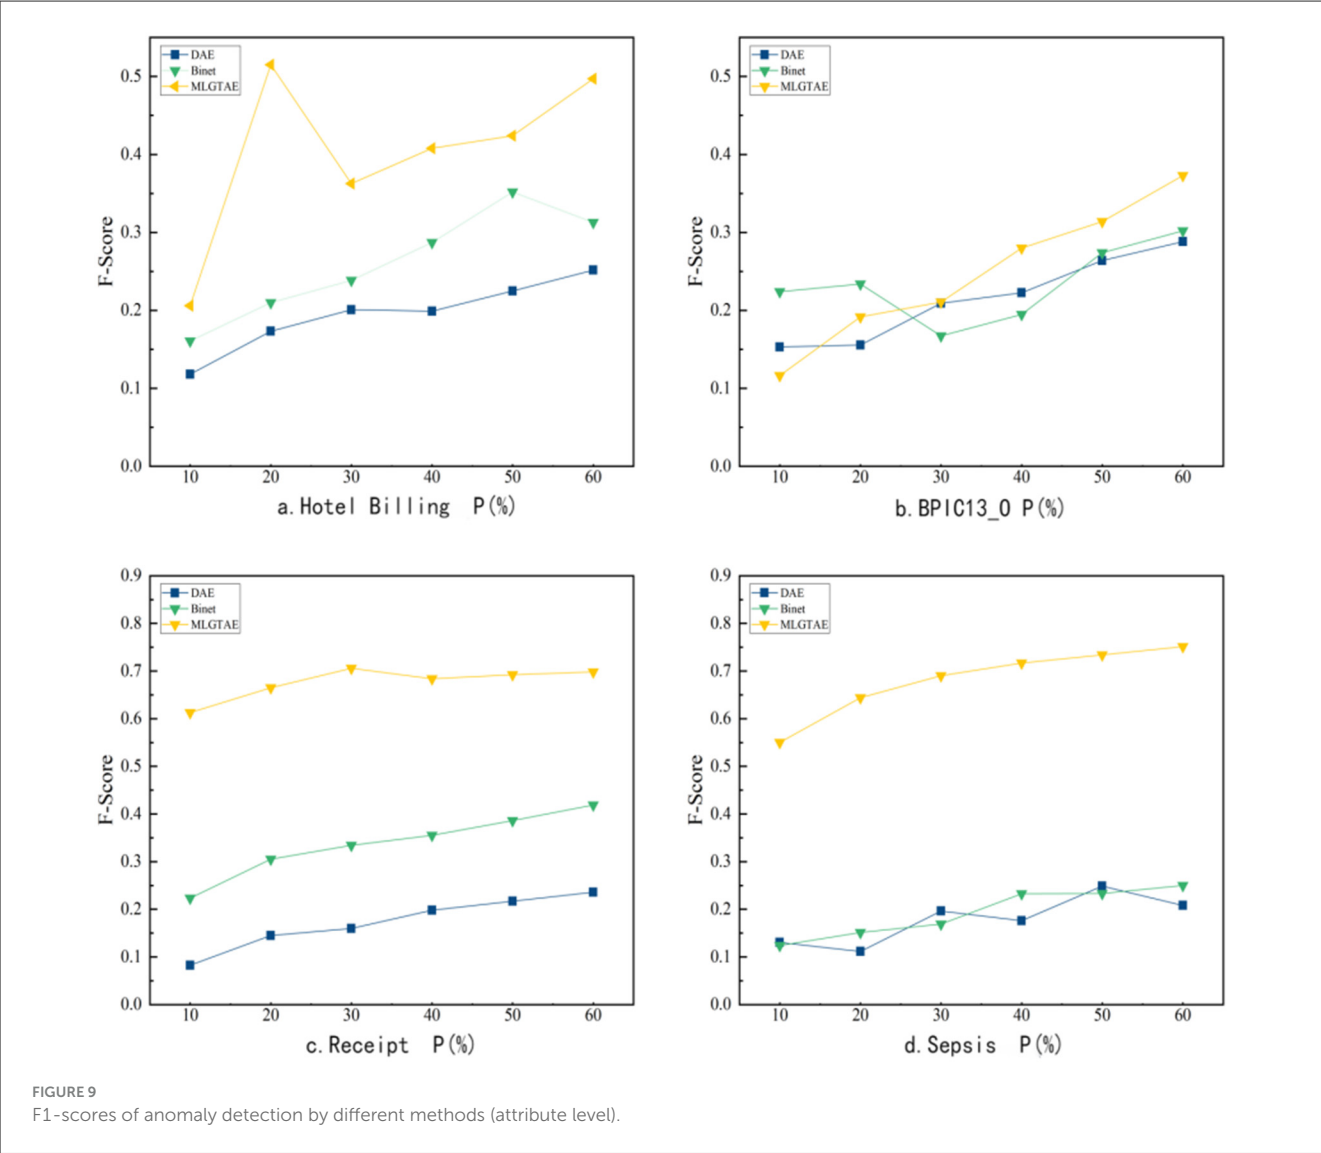 DAE
Binet
MLGTAE
0.5
0.4
0.3
0.2
0.1
0.0
F-Score
10 20 30 40 50 60
a.Hotel Billing P(%)
DAE
Binet
MLGTAE
0.5
0.4
0.3
0.2
0.1
0.0
F-Score
10 20 30 40 50 60
b.BPIC13_O P(%)
DAE
Binet
MLGTAE
0.9
0.8
0.7
0.6
0.5
0.4
0.3
0.2
0.1
0.0
F-Score
10 20 30 40 50 60
c.Receipt P(%)
DAE
Binet
MLGTAE
0.9
0.8
0.7
0.6
0.5
0.4
0.3
0.2
0.1
0.0
F-Score
10 20 30 40 50 60
d.Sepsis P(%)
FIGURE 9
F1-scores of anomaly detection by different methods (attribute level).